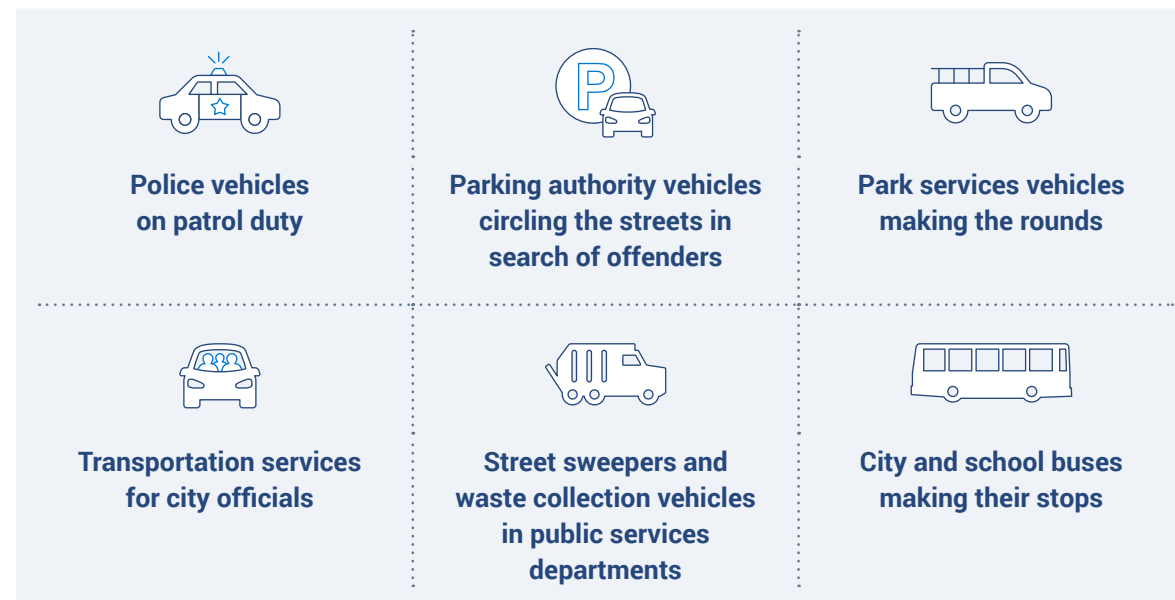 Police vehicles
on patrol duty
P
Parking authority vehicles
circling the streets in
search of offenders
Park services vehicles
making the rounds
Transportation services
for city officials
Street sweepers and
waste collection vehicles
in public services
departments
City and school buses
making their stops